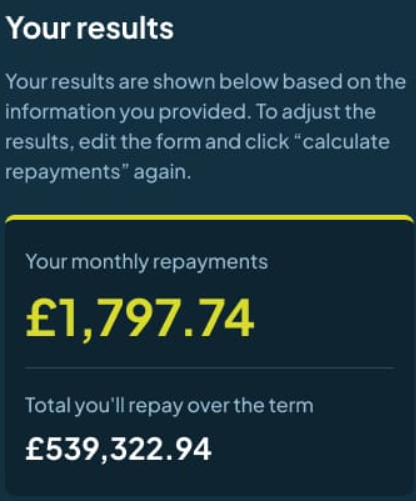 Your results
Your results are shown below based on the
information you provided. To adjust the
results, edit the form and click “calculate
repayments” again.
Your monthly repayments
£1,797.74
Total you'll repay over the term
£539,322.94